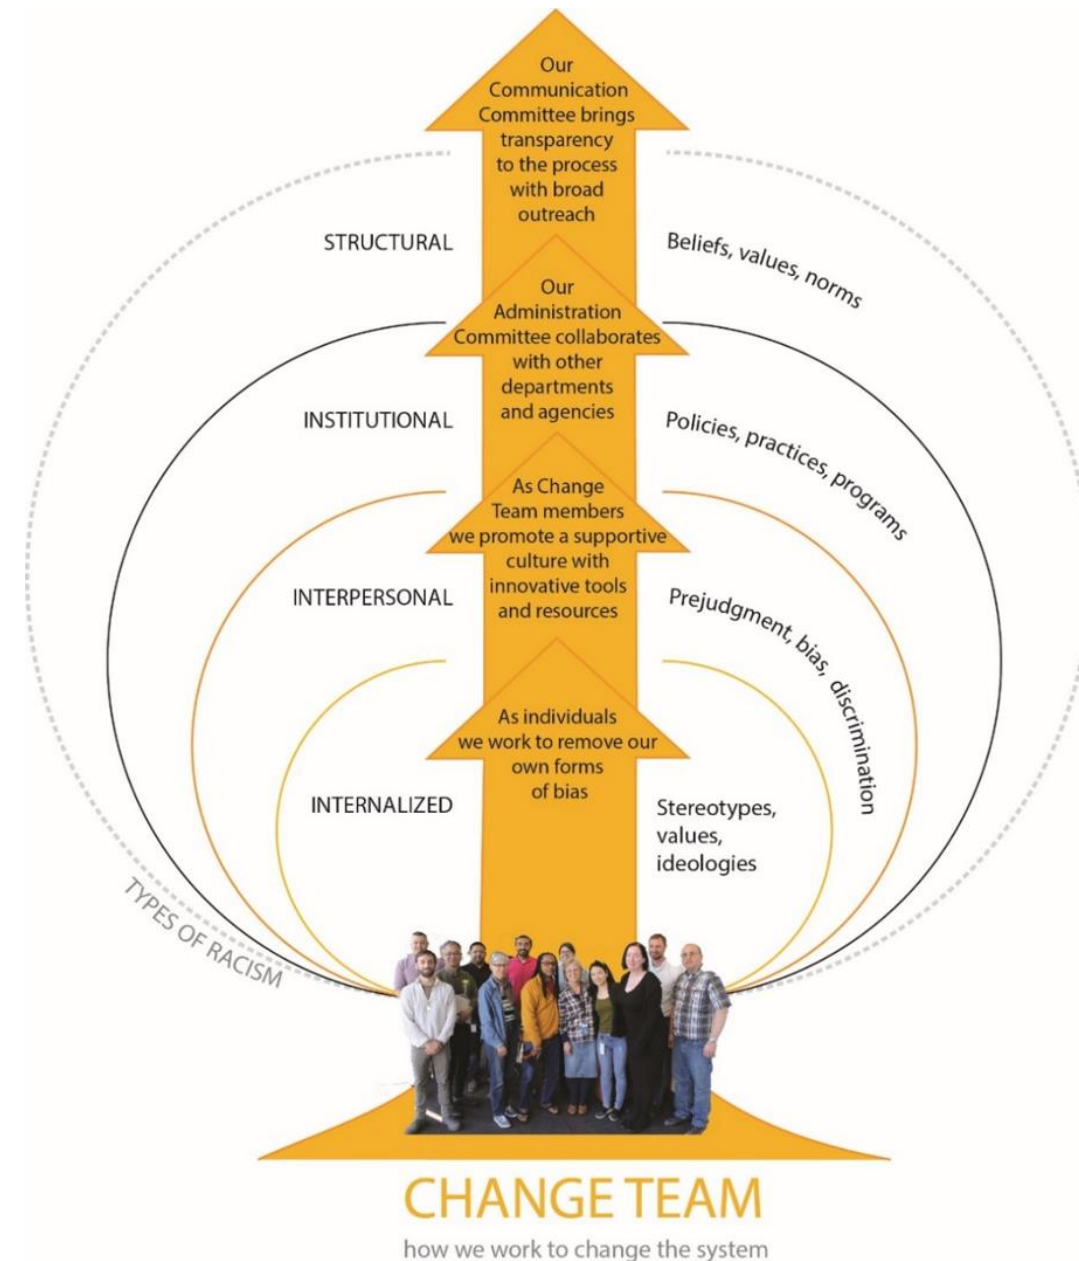 Our
Communication
Committee brings
transparency
to the process
with broad
outreach
STRUCTURAL
Beliefs, values, norms
Our
Administration
Committee collaborates
with other
departments
and agencies
INSTITUTIONAL
Policies, practices, programs
As Change
Team members
we promote a supportive
culture with
innovative tools
and resources
INTERPERSONAL
Prejudgment, bias, discrimination
As individuals
we work to remove our
own forms
of bias
INTERNALIZED
Stereotypes,
values,
ideologies
TYPES OF RACISM
CHANGE TEAM
how we work to change the system